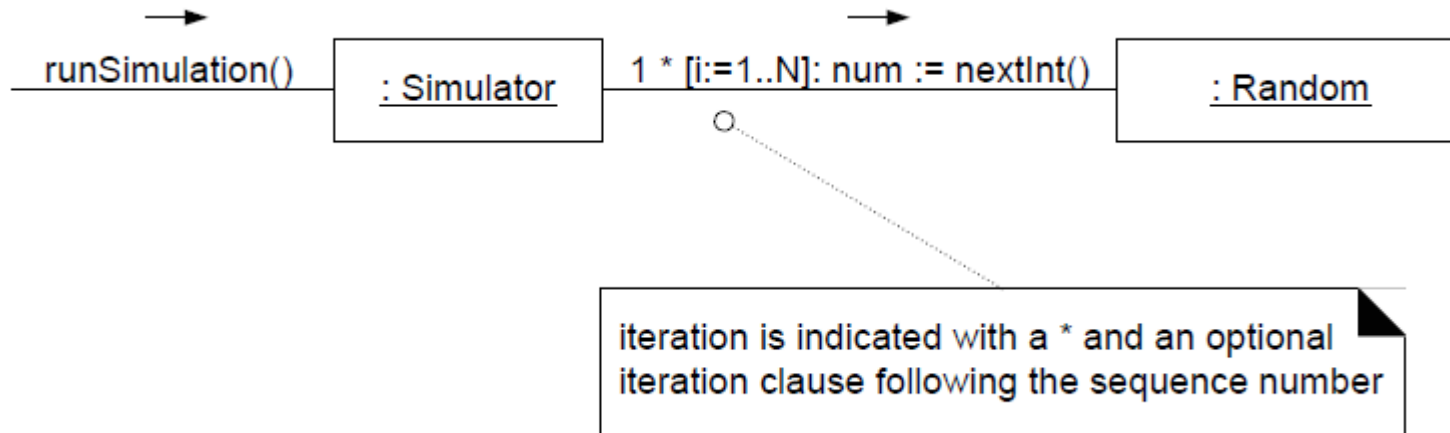 runSimulation()
: Simulator
1 * [i:=1..N]: num := nextInt()
: Random
iteration is indicated with a * and an optional
iteration clause following the sequence number